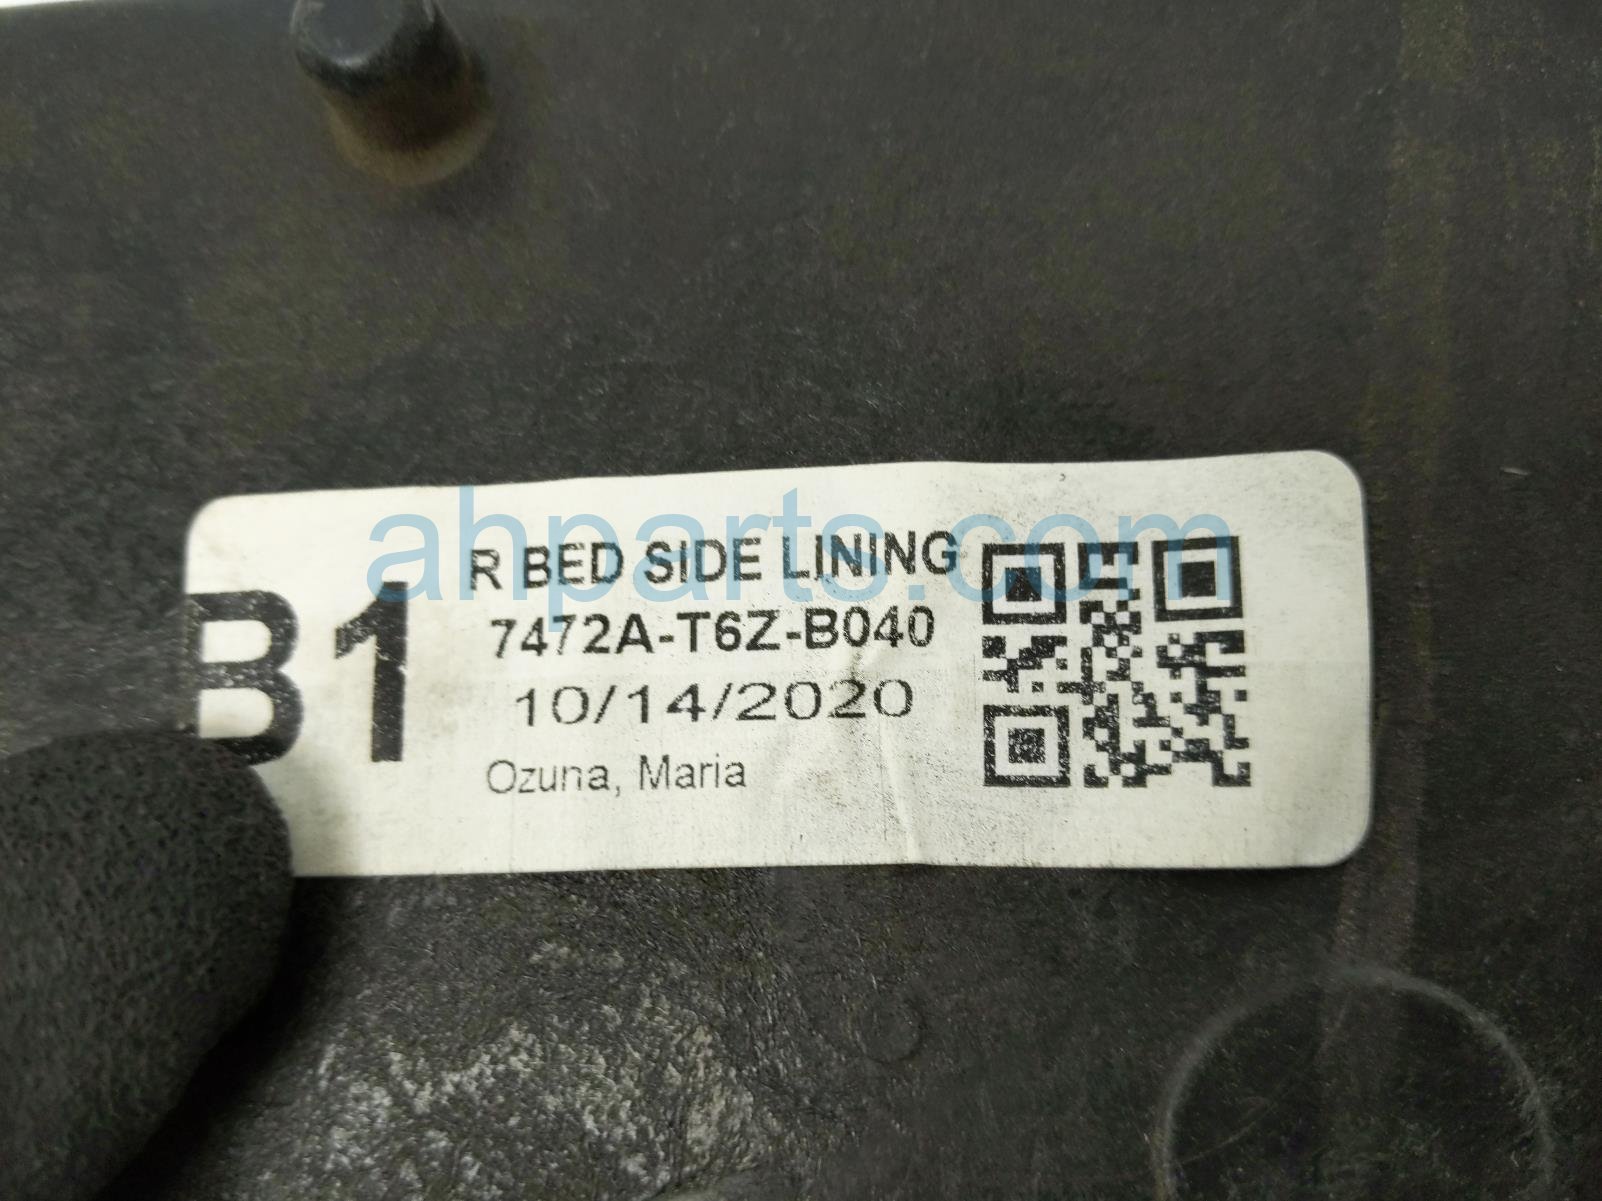 ahparts.com
B1
R BED SIDE LINING
7472A-T6Z-B040
10/14/2020
Ozuna, Maria